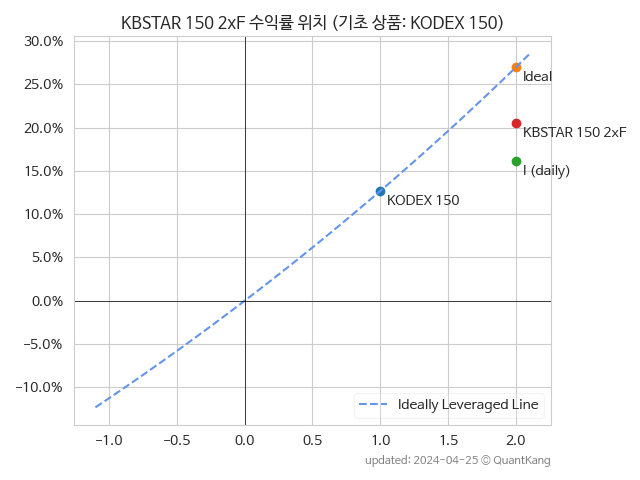 KBSTAR 150 2xF 수익률 위치 (기초 상품: KODEX 150)
30.0%
25.0%
20.0%
15.0%
10.0%
5.0%
0.0%
-5.0%
-10.0%
Ideal
KBSTAR 150 2xF
I (daily)
KODEX 150
Ideally Leveraged Line
-1.0 -0.5 0.0 0.5 1.0 1.5 2.0
updated: 2024-04-25 © QuantKang